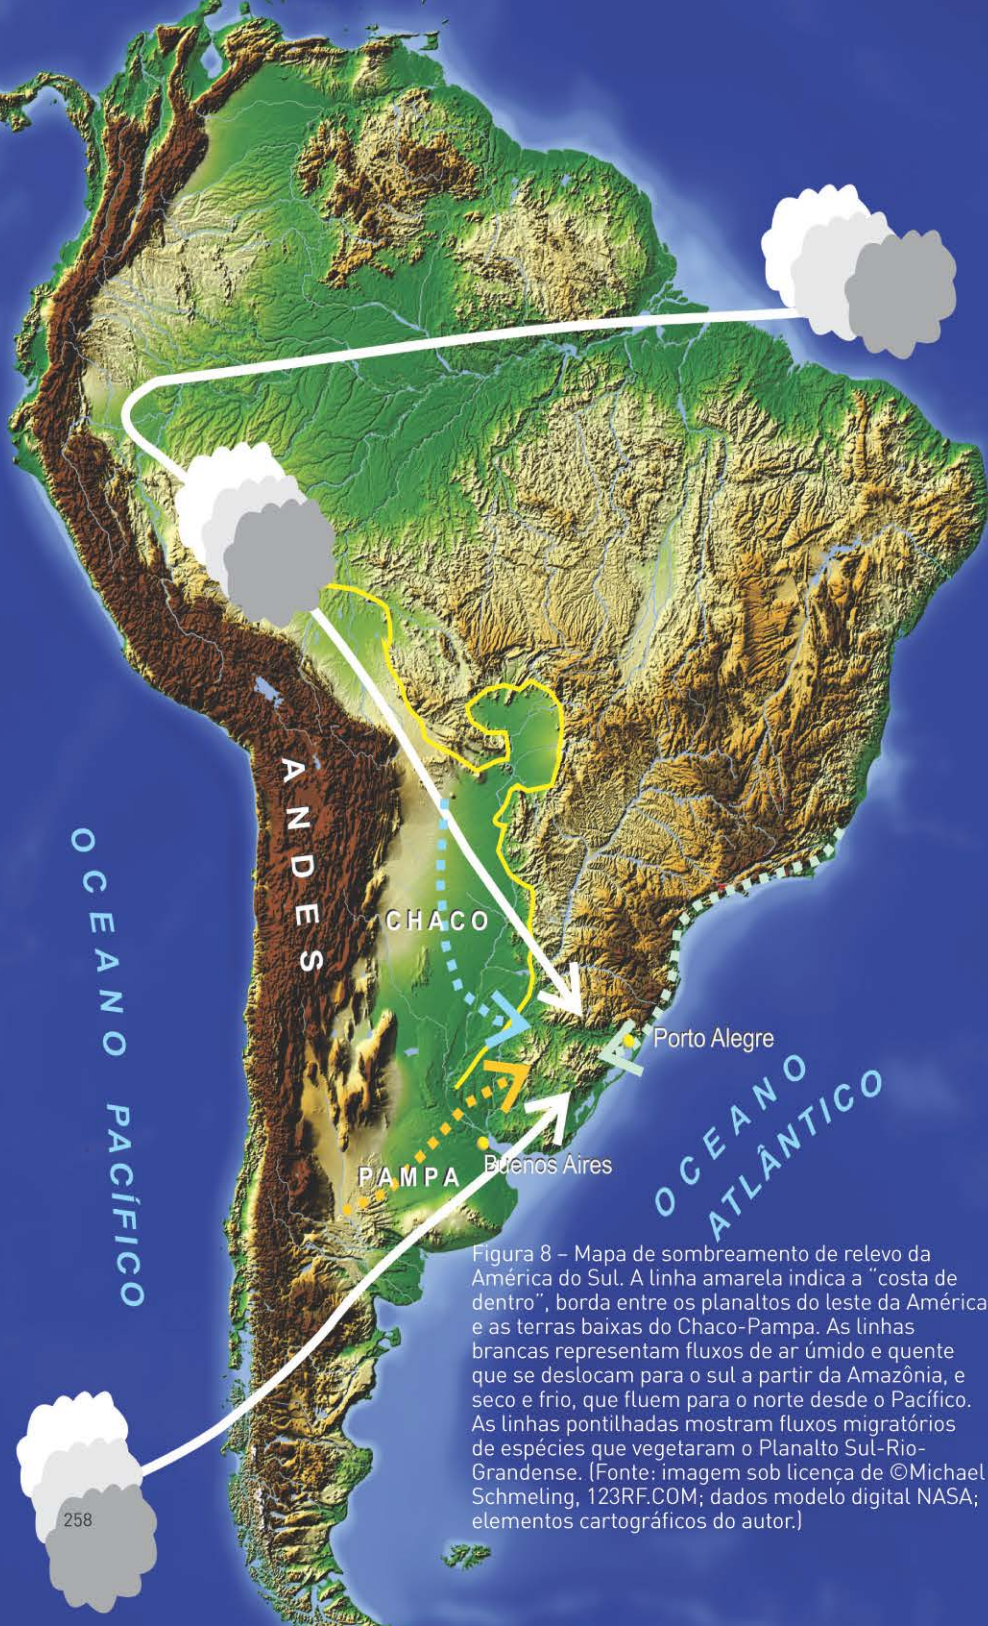 ANDES
CHACO
OCEANO PACÍFICO
Porto Alegre
OCEANO
ATLÂNTICO
Buenos Aires
PAMPA
Figura 8 – Mapa de sombreamento de relevo da
América do Sul. A linha amarela indica a “costa de
dentro”, borda entre os planaltos do leste da América
e as terras baixas do Chaco-Pampa. As linhas
brancas representam fluxos de ar úmido e quente
que se deslocam para o sul a partir da Amazônia, e
seco e frio, que fluem para o norte desde o Pacífico.
As linhas pontilhadas mostram fluxos migratórios
de espécies que vegetaram o Planalto Sul-Rio-
Grandense. (Fonte: imagem sob licença de ©Michael
Schmeling, 123RF.COM; dados modelo digital NASA;
elementos cartográficos do autor.)
258